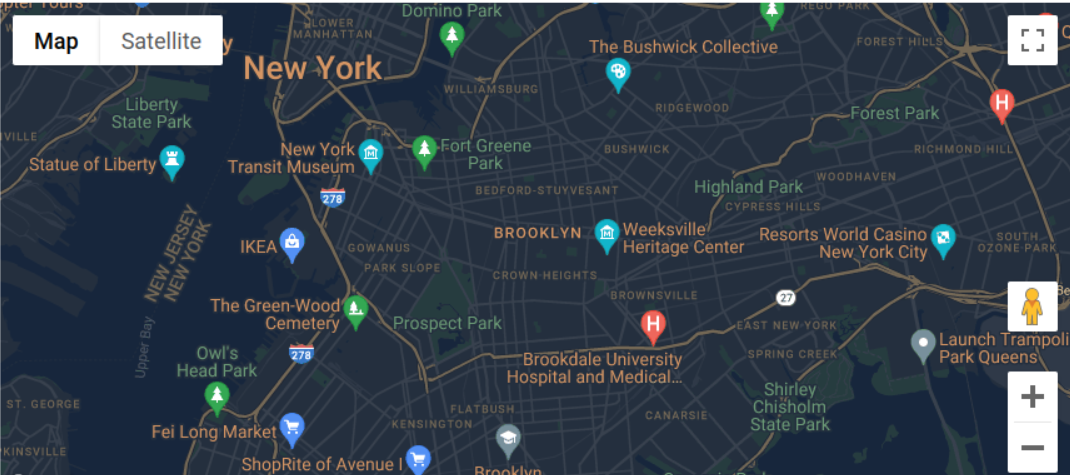 Domino Park
REGO PARK
LOWER
MANHATTAN
Map
Satellite
The Bushwick Collective
FOREST HILLS
New York
WILLIAMSBURG
RIDGEWOOD
Liberty
State Park
Forest Park
H
New York
Transit Museum
Fort Greene
Park
BUSHWICK
RICHMOND HILL
Statue of Liberty
WOODHAVEN
278
BEDFORD-STUYVESANT
Highland Park
CYPRESS HILLS
NEW JERSEY
NEW YORK
IKEA
GOWANUS
BROOKLYN
Weeksville
Heritage Center
Resorts World Casino
New York City
SOUTH
OZONE PARK
PARK SLOPE
CROWN HEIGHTS
BROWNSVILLE
27
The Green-Wood
Cemetery
Prospect Park
H
EAST NEW YORK
Upper Bay
278
Owl's
Head Park
Brookdale University
Hospital and Medical...
SPRING CREEK
Launch Trampoli
Park Queens
Shirley
Chisholm
State Park
ST. GEORGE
FLATBUSH
CANARSIE
KENSINGTON
Fei Long Market
ShopRite of Avenue I
Brooklyn